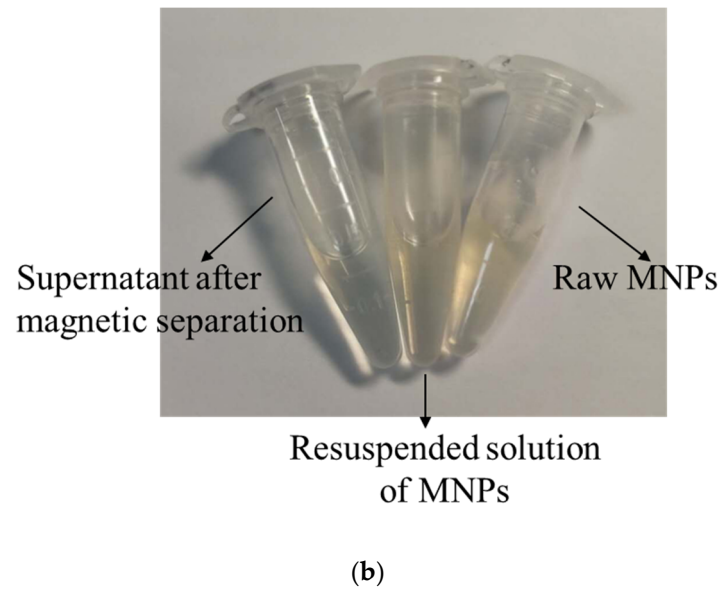 Supernatant after
magnetic separation
Raw MNPs
Resuspended solution
of MNPs
(b)